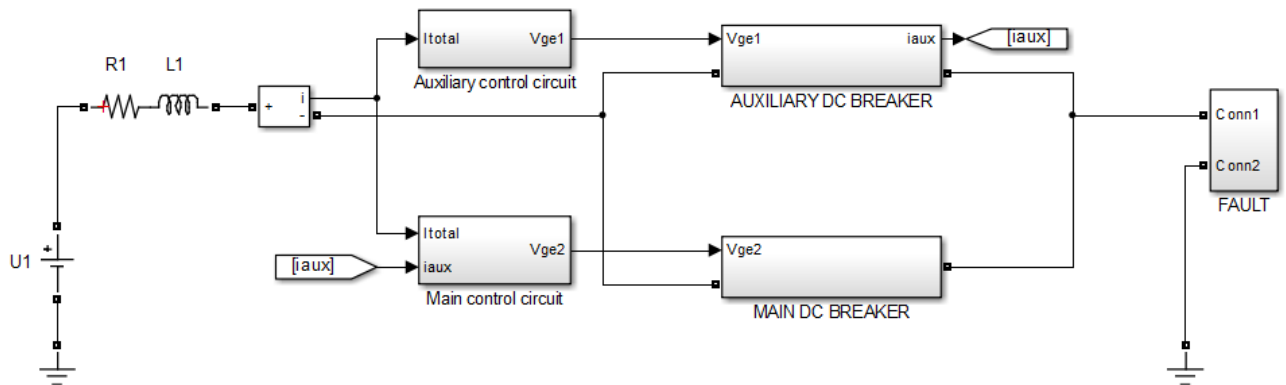 Itotal Vge1
Auxiliary control circuit
Vge1 iaux
AUXILIARY DC BREAKER
[iaux]
R1 L1
+ i
-
Conn1
Conn2
FAULT
+
U1
[iaux]
Itotal
iaux
Vge2
Main control circuit
Vge2
MAIN DC BREAKER